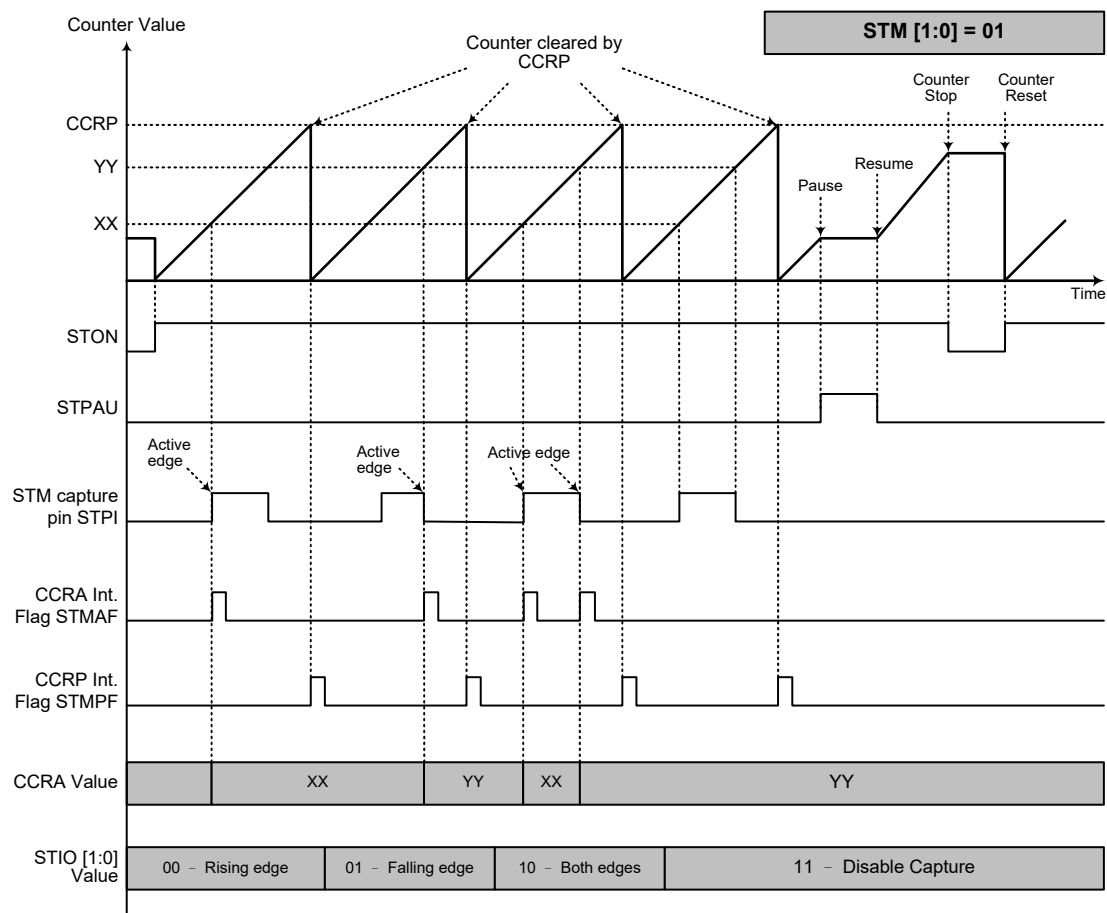 Counter Value
STM [1:0] = 01
Counter cleared by
CCRP
Counter
Stop
Counter
Reset
CCRP
YY
XX
Pause
Resume
Time
STON
STPAU
Active
edge
Active
edge
Active edge
STM capture
pin STPI
CCRA Int.
Flag STMAF
CCRP Int.
Flag STMPF
CCRA Value
XX
YY
XX
YY
STIO [1:0]
Value
00 – Rising edge
01 – Falling edge
10 – Both edges
11 – Disable Capture